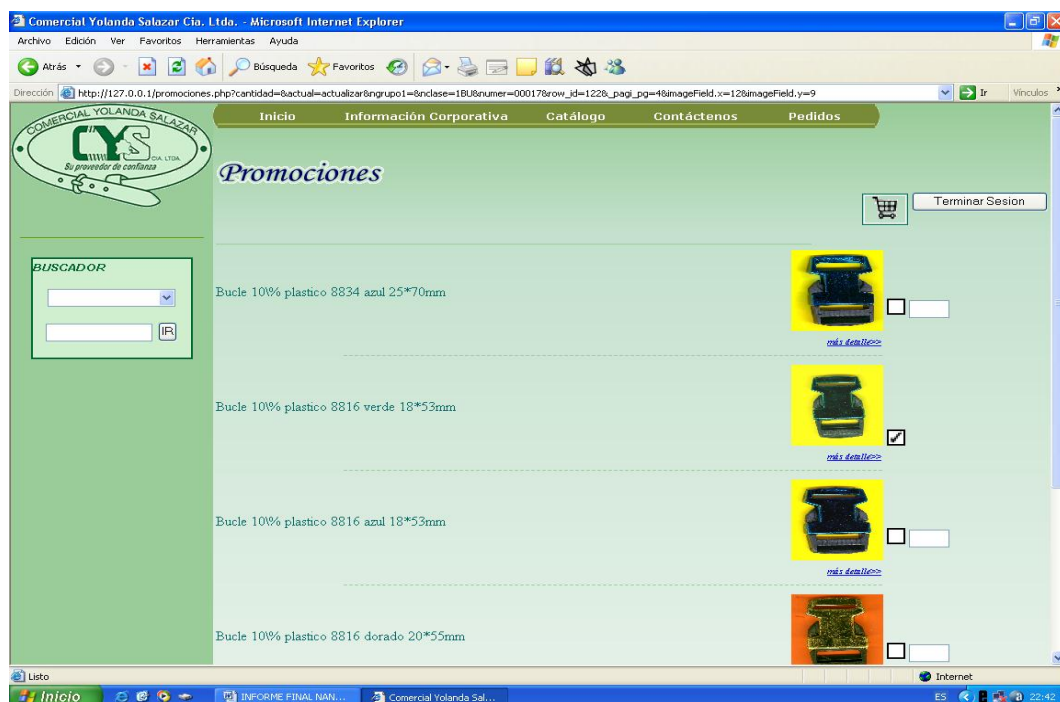 Comercial Yolanda Salazar Cia. Ltda. - Microsoft Internet Explorer
Archivo Edición Ver Favoritos Herramientas Ayuda
Atrás Búsqueda Favoritos
Dirección http://127.0.0.1/promociones.php?cantidad=&actual=actualizar&ngrupo1=&nclase=1BU&numer=00017&row_id=122&_pagi_pg=4&imageField.x=12&imageField.y=9 Ir Vínculos
COMERCIAL YOLANDA SALAZAR
CYS
CIA. LTDA.
Su proveedor de confianza
Inicio Información Corporativa Catálogo Contáctenos Pedidos
Promociones
Terminar Sesion
BUSCADOR
IR
Bucle 10\% plastico 8834 azul 25*70mm
más detalle>>
Bucle 10\% plastico 8816 verde 18*53mm
más detalle>>
Bucle 10\% plastico 8816 azul 18*53mm
más detalle>>
Bucle 10\% plastico 8816 dorado 20*55mm
Listo Internet
Inicio INFORME FINAL NAN... Comercial Yolanda Sal... ES 22:42